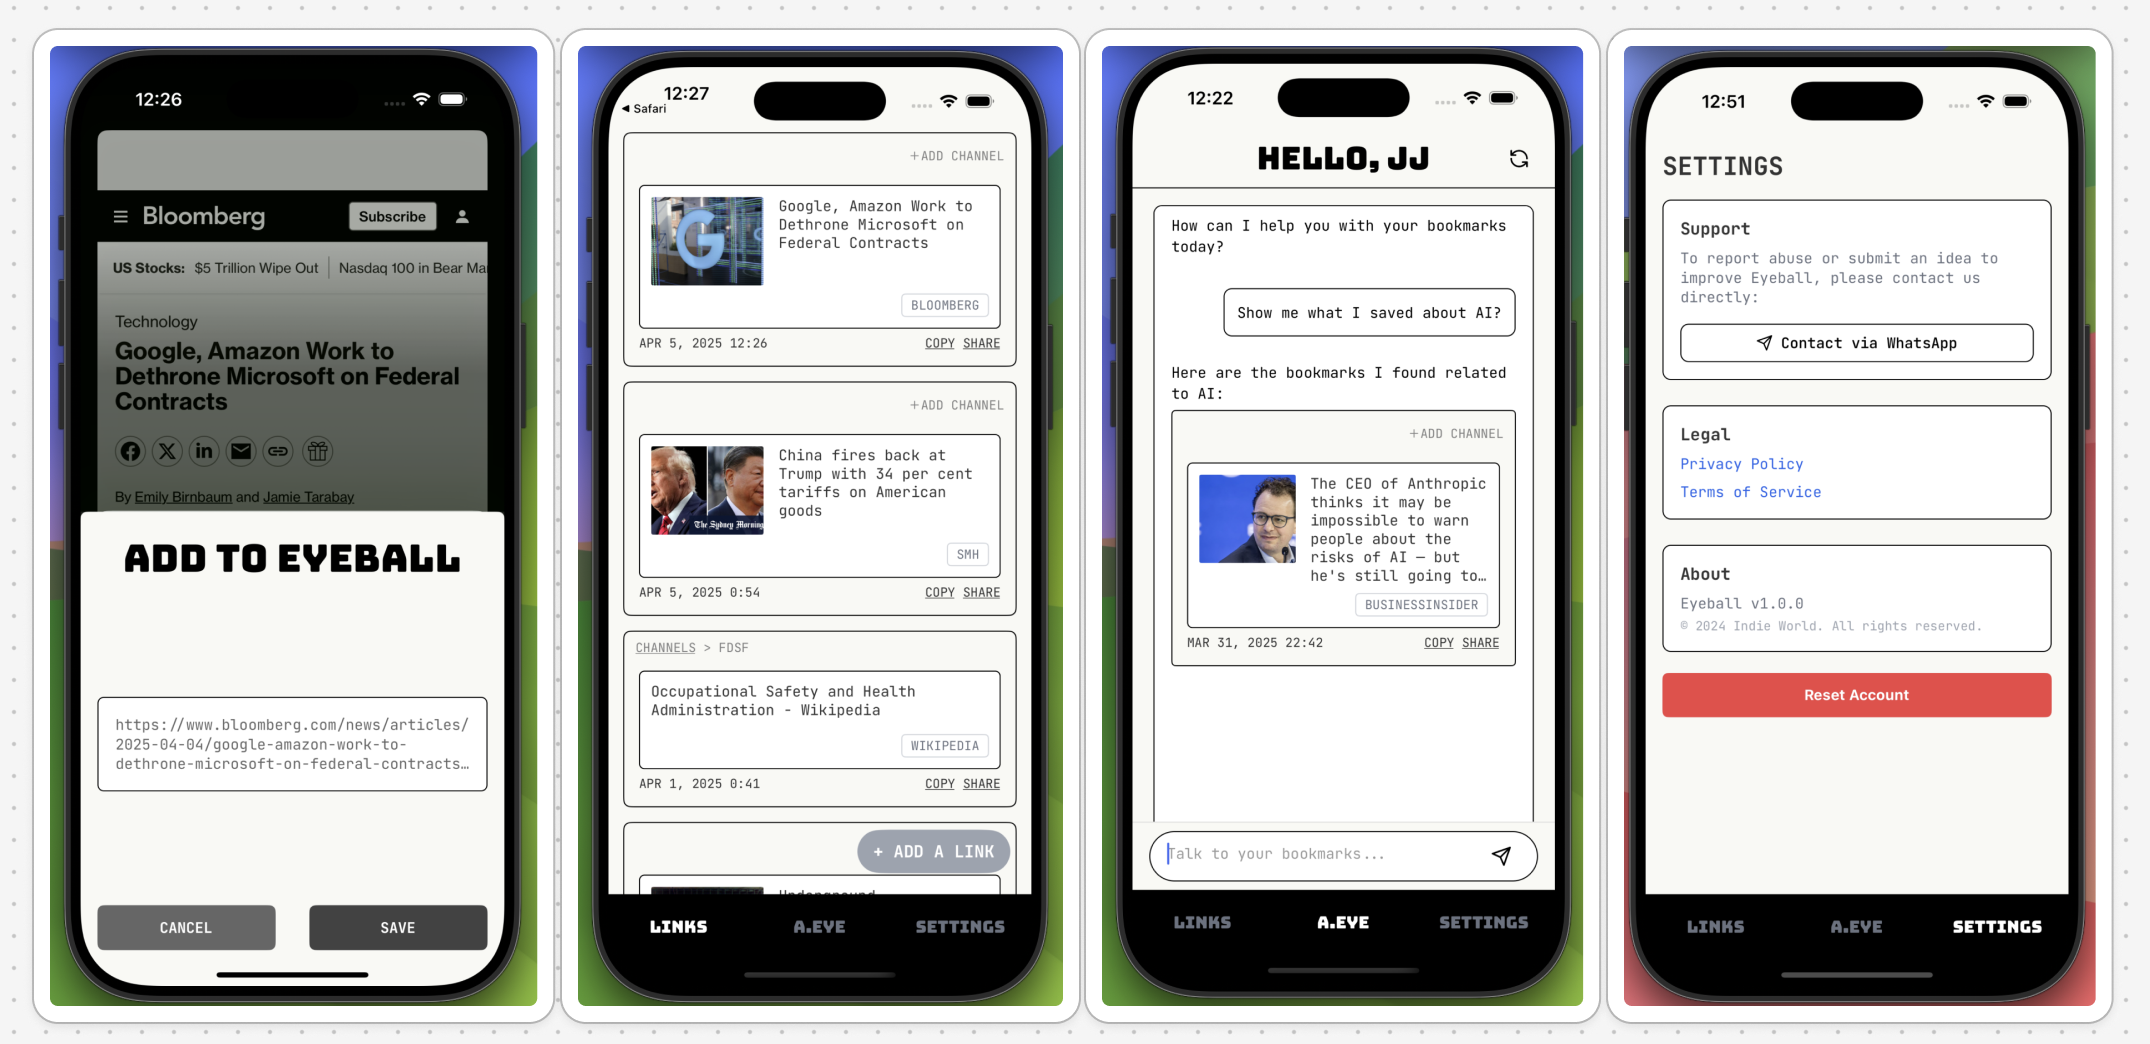 12:26
Bloomberg
Subscribe
US Stocks: $5 Trillion Wipe Out
Nasdaq 100 in Bear Mar
Technology
Google, Amazon Work to
Dethrone Microsoft on Federal
Contracts
By Emily Birnbaum and Jamie Tarabay
ADD TO EYEBALL
https://www.bloomberg.com/news/articles/
2025-04-04/google-amazon-work-to-
dethrone-microsoft-on-federal-contracts…
CANCEL
SAVE
12:27
◀ Safari
+ADD CHANNEL
Google, Amazon Work to
Dethrone Microsoft on
Federal Contracts
BLOOMBERG
APR 5, 2025 12:26
COPY SHARE
+ADD CHANNEL
China fires back at
Trump with 34 per cent
tariffs on American
goods
The Sydney Morning
SMH
APR 5, 2025 0:54
COPY SHARE
CHANNELS > FDSF
Occupational Safety and Health
Administration - Wikipedia
WIKIPEDIA
APR 1, 2025 0:41
COPY SHARE
+ ADD A LINK
LINKS
A.EYE
SETTINGS
12:22
HELLO, JJ
How can I help you with your bookmarks
today?
Show me what I saved about AI?
Here are the bookmarks I found related
to AI:
+ADD CHANNEL
The CEO of Anthropic
thinks it may be
impossible to warn
people about the
risks of AI — but
he's still going to…
BUSINESSINSIDER
MAR 31, 2025 22:42
COPY SHARE
Talk to your bookmarks...
LINKS
A.EYE
SETTINGS
12:51
SETTINGS
Support
To report abuse or submit an idea to
improve Eyeball, please contact us
directly:
Contact via WhatsApp
Legal
Privacy Policy
Terms of Service
About
Eyeball v1.0.0
© 2024 Indie World. All rights reserved.
Reset Account
LINKS
A.EYE
SETTINGS